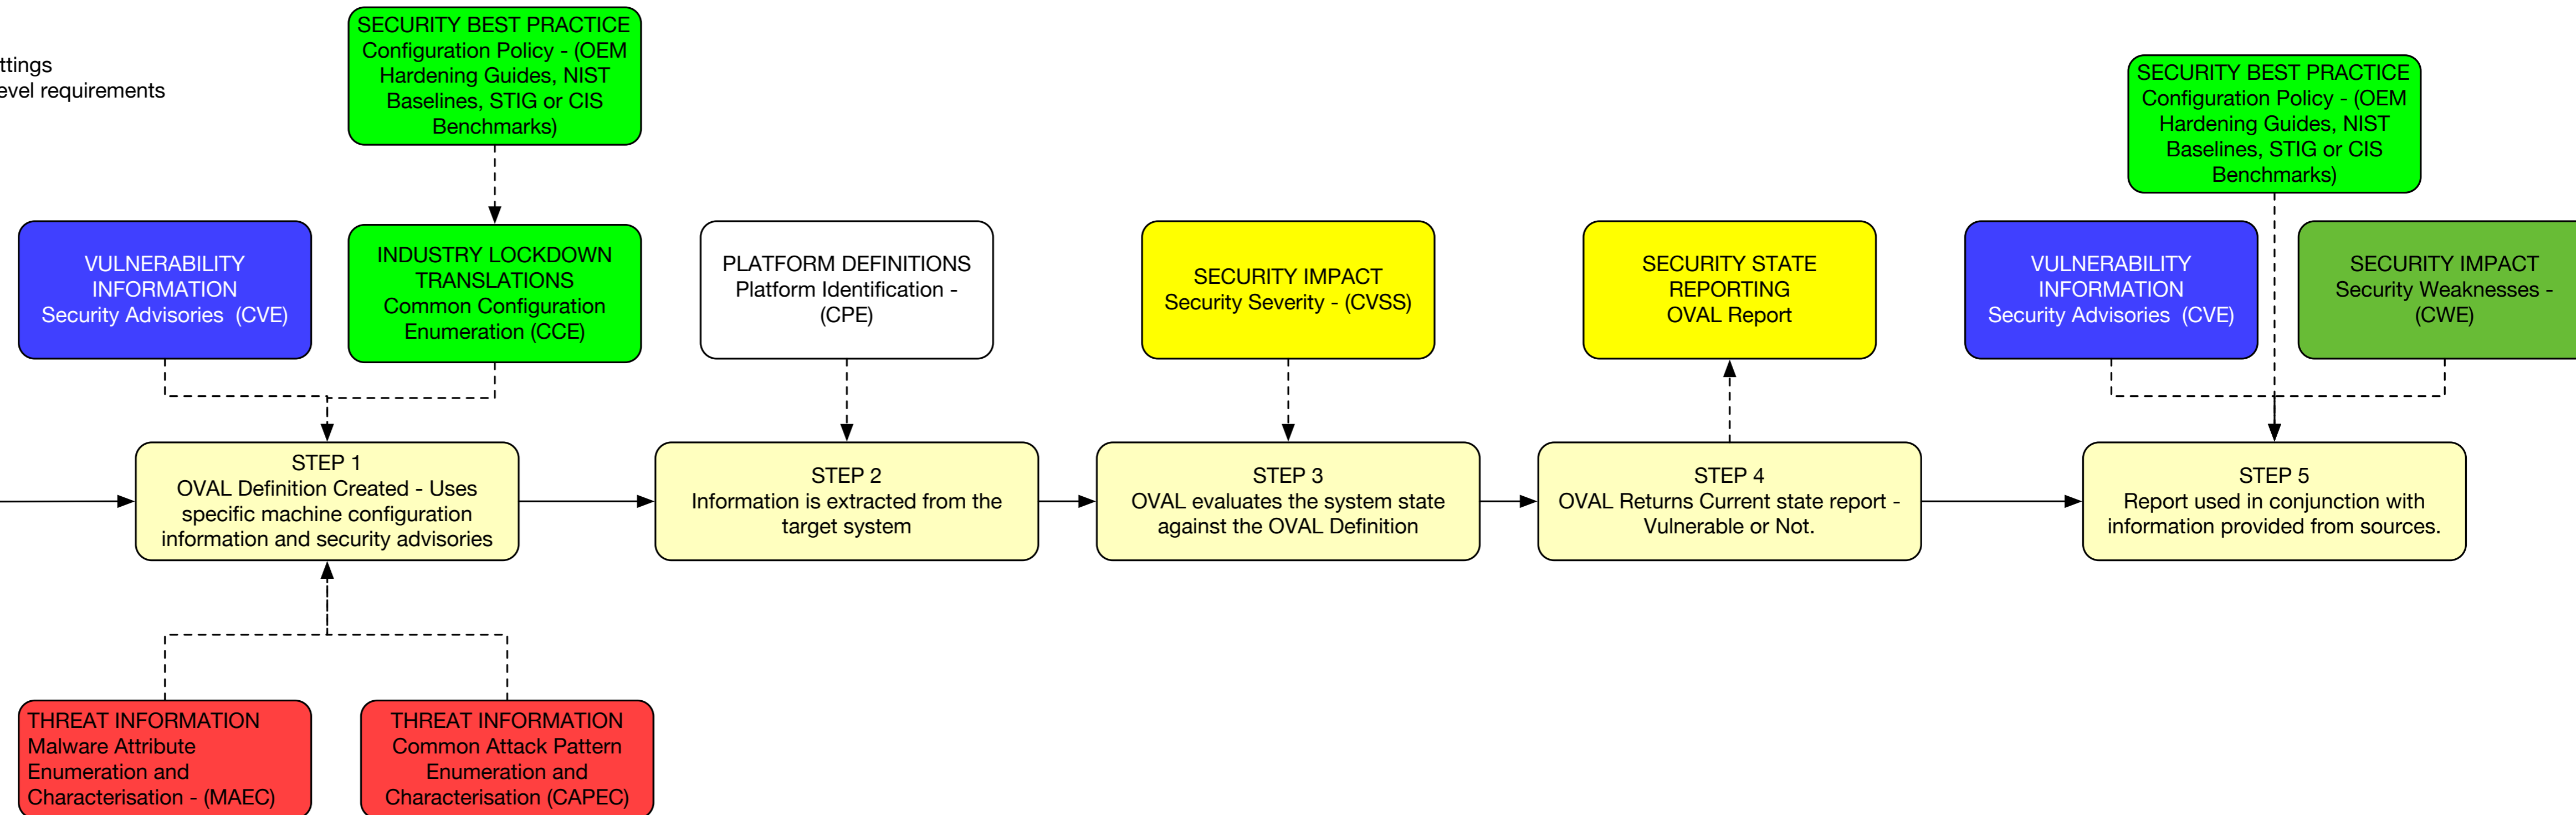 ttings
evel requirements
SECURITY BEST PRACTICE
Configuration Policy - (OEM
Hardening Guides, NIST
Baselines, STIG or CIS
Benchmarks)
SECURITY BEST PRACTICE
Configuration Policy - (OEM
Hardening Guides, NIST
Baselines, STIG or CIS
Benchmarks)
VULNERABILITY
INFORMATION
Security Advisories (CVE)
INDUSTRY LOCKDOWN
TRANSLATIONS
Common Configuration
Enumeration (CCE)
PLATFORM DEFINITIONS
Platform Identification -
(CPE)
SECURITY IMPACT
Security Severity - (CVSS)
SECURITY STATE
REPORTING
OVAL Report
VULNERABILITY
INFORMATION
Security Advisories (CVE)
SECURITY IMPACT
Security Weaknesses -
(CWE)
STEP 1
OVAL Definition Created - Uses
specific machine configuration
information and security advisories
STEP 2
Information is extracted from the
target system
STEP 3
OVAL evaluates the system state
against the OVAL Definition
STEP 4
OVAL Returns Current state report -
Vulnerable or Not.
STEP 5
Report used in conjunction with
information provided from sources.
THREAT INFORMATION
Malware Attribute
Enumeration and
Characterisation - (MAEC)
THREAT INFORMATION
Common Attack Pattern
Enumeration and
Characterisation (CAPEC)